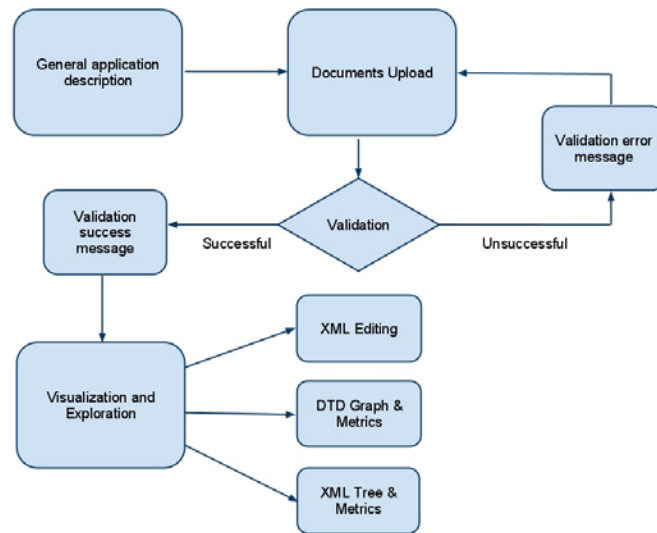 General application
description
Documents Upload
Validation error
message
Validation
success
message
Successful
Validation
Unsuccessful
XML Editing
Visualization and
Exploration
DTD Graph &
Metrics
XML Tree &
Metrics